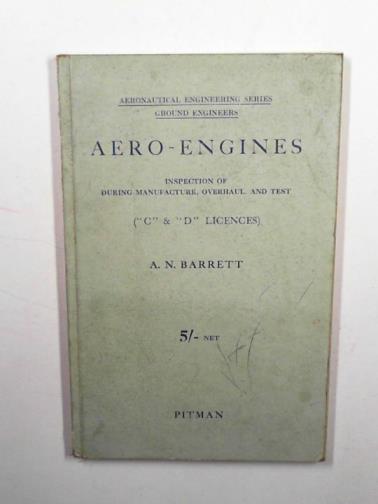 AERONAUTICAL ENGINEERING SERIES
GROUND ENGINEERS
AERO-ENGINES
INSPECTION OF
DURING MANUFACTURE, OVERHAUL, AND TEST
("C" & "D" LICENCES)
A. N. BARRETT
5/- NET
PITMAN